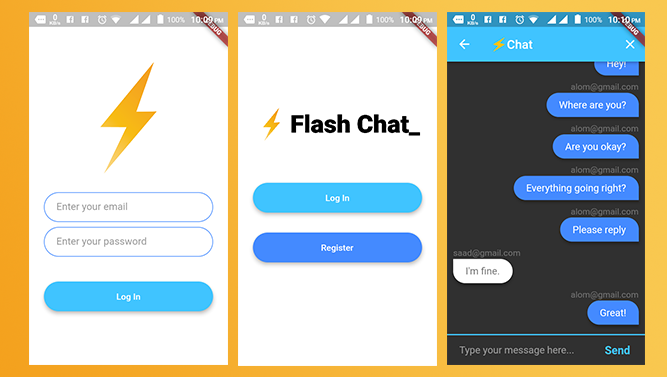 0 KB/s 100% 10:09 PM
Enter your email
Enter your password
Log In
0 KB/s 100% 10:09 PM
Flash Chat_
Log In
Register
0 KB/s 100% 10:10 PM
Chat
Hey!
alom@gmail.com
Where are you?
alom@gmail.com
Are you okay?
alom@gmail.com
Everything going right?
alom@gmail.com
Please reply
saad@gmail.com
I'm fine.
alom@gmail.com
Great!
Type your message here...
Send